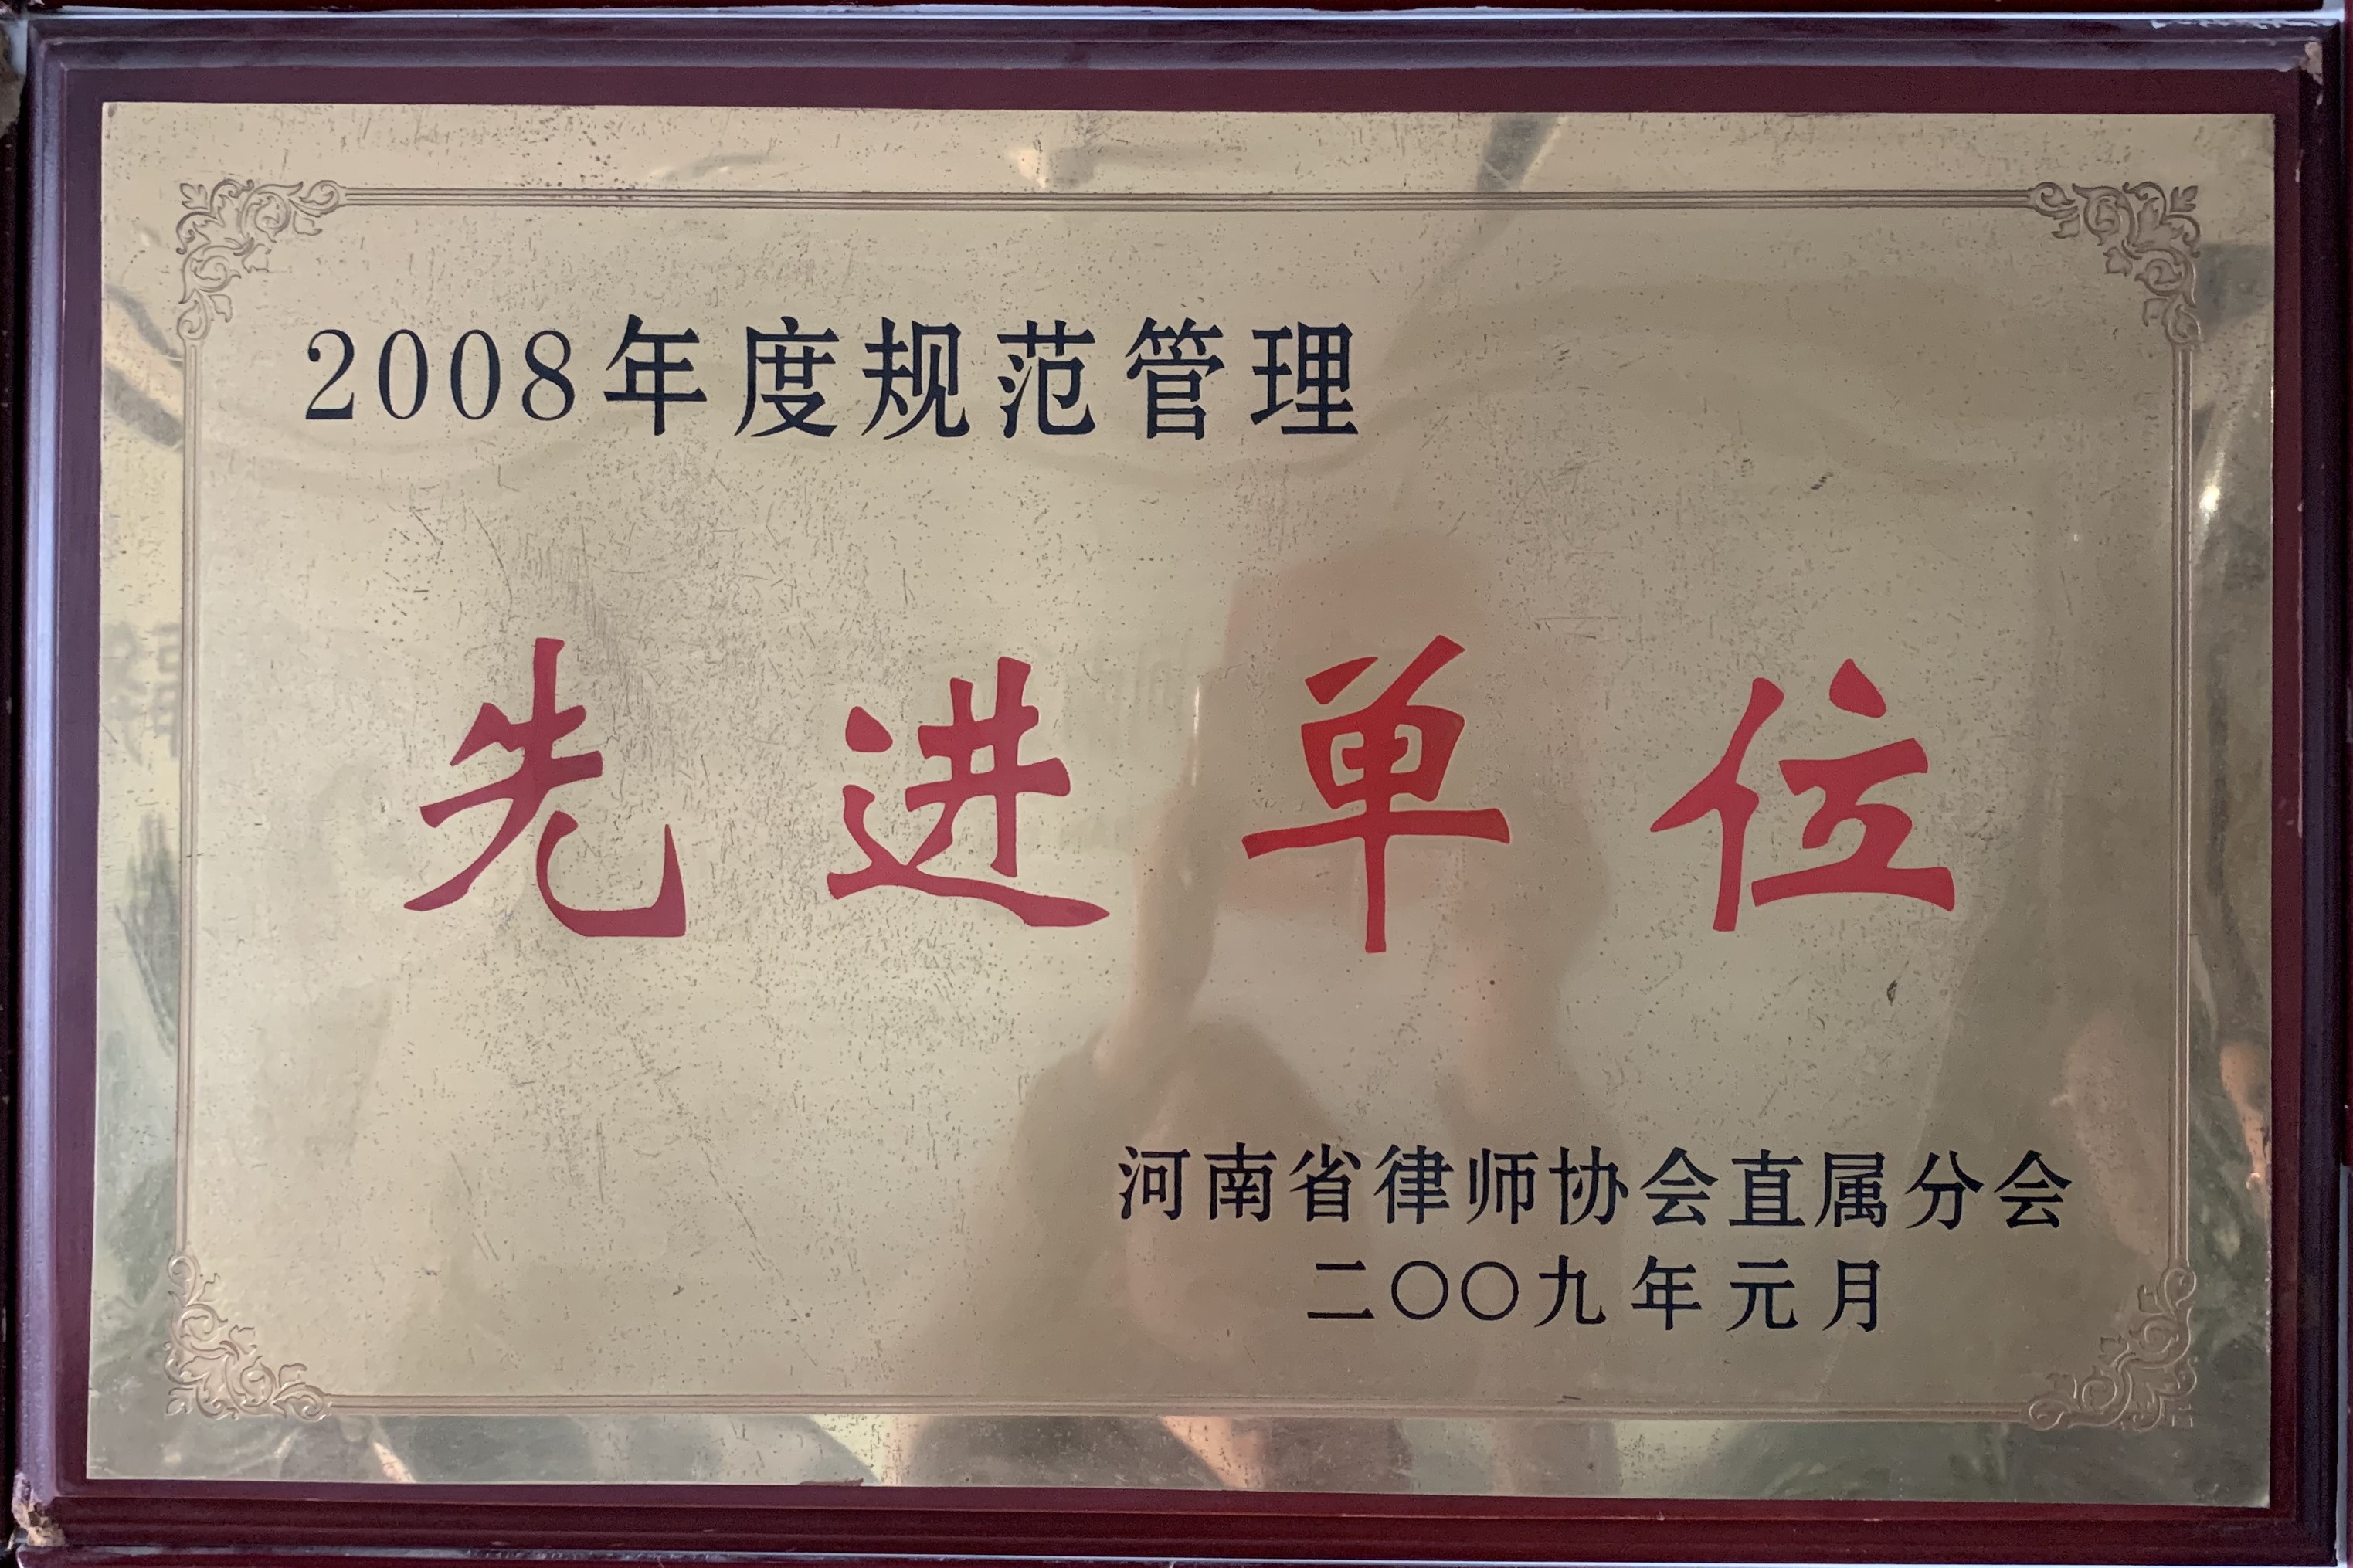 2008年度规范管理
先进单位
河南省律师协会直属分会
二〇〇九年元月